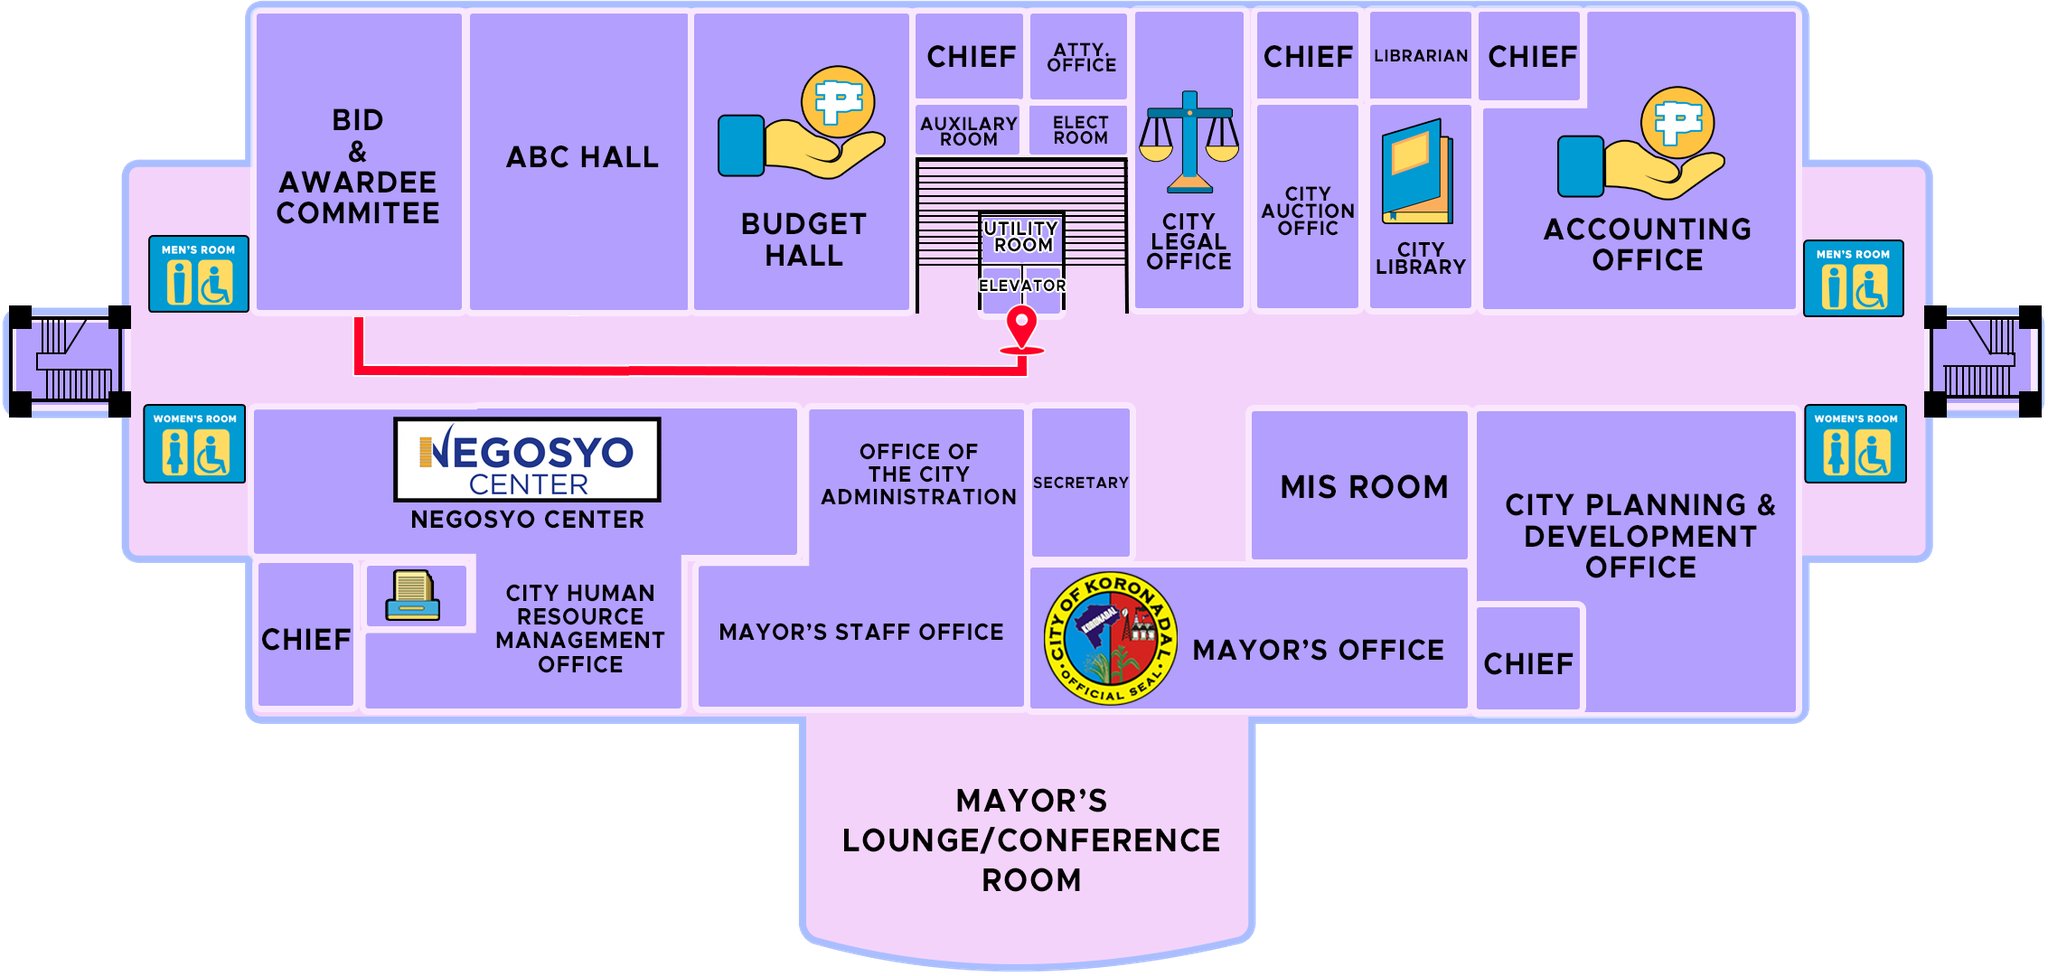 BID
&
AWARDEE
COMMITEE
ABC HALL
BUDGET
HALL
CHIEF
ATTY.
OFFICE
AUXILARY
ROOM
ELECT
ROOM
UTILITY
ROOM
ELEVATOR
CITY
LEGAL
OFFICE
CHIEF
CITY
AUCTION
OFFIC
LIBRARIAN
CITY
LIBRARY
CHIEF
ACCOUNTING
OFFICE
MEN'S ROOM
MEN'S ROOM
WOMEN'S ROOM
NEGOSYO
CENTER
NEGOSYO CENTER
OFFICE OF
THE CITY
ADMINISTRATION
SECRETARY
MIS ROOM
CITY PLANNING &
DEVELOPMENT
OFFICE
WOMEN'S ROOM
CHIEF
CITY HUMAN
RESOURCE
MANAGEMENT
OFFICE
MAYOR'S STAFF OFFICE
CITY OF KORONADAL
KORONADAL
OFFICIAL SEAL
MAYOR'S OFFICE
CHIEF
MAYOR'S
LOUNGE/CONFERENCE
ROOM